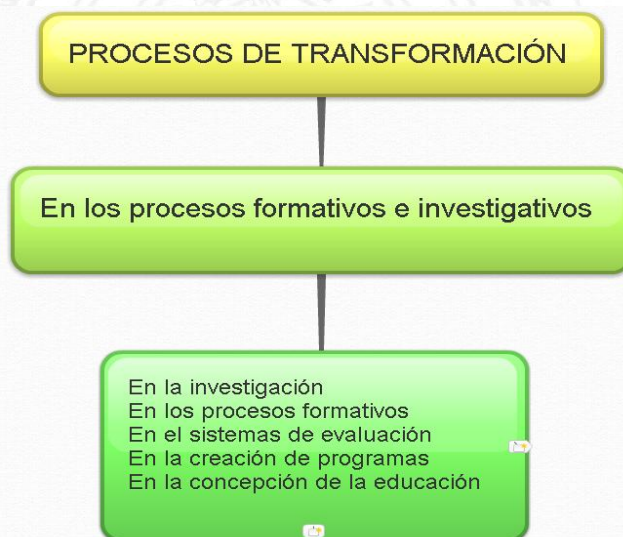 PROCESOS DE TRANSFORMACIÓN
En los procesos formativos e investigativos
En la investigación
En los procesos formativos
En el sistemas de evaluación
En la creación de programas
En la concepción de la educación